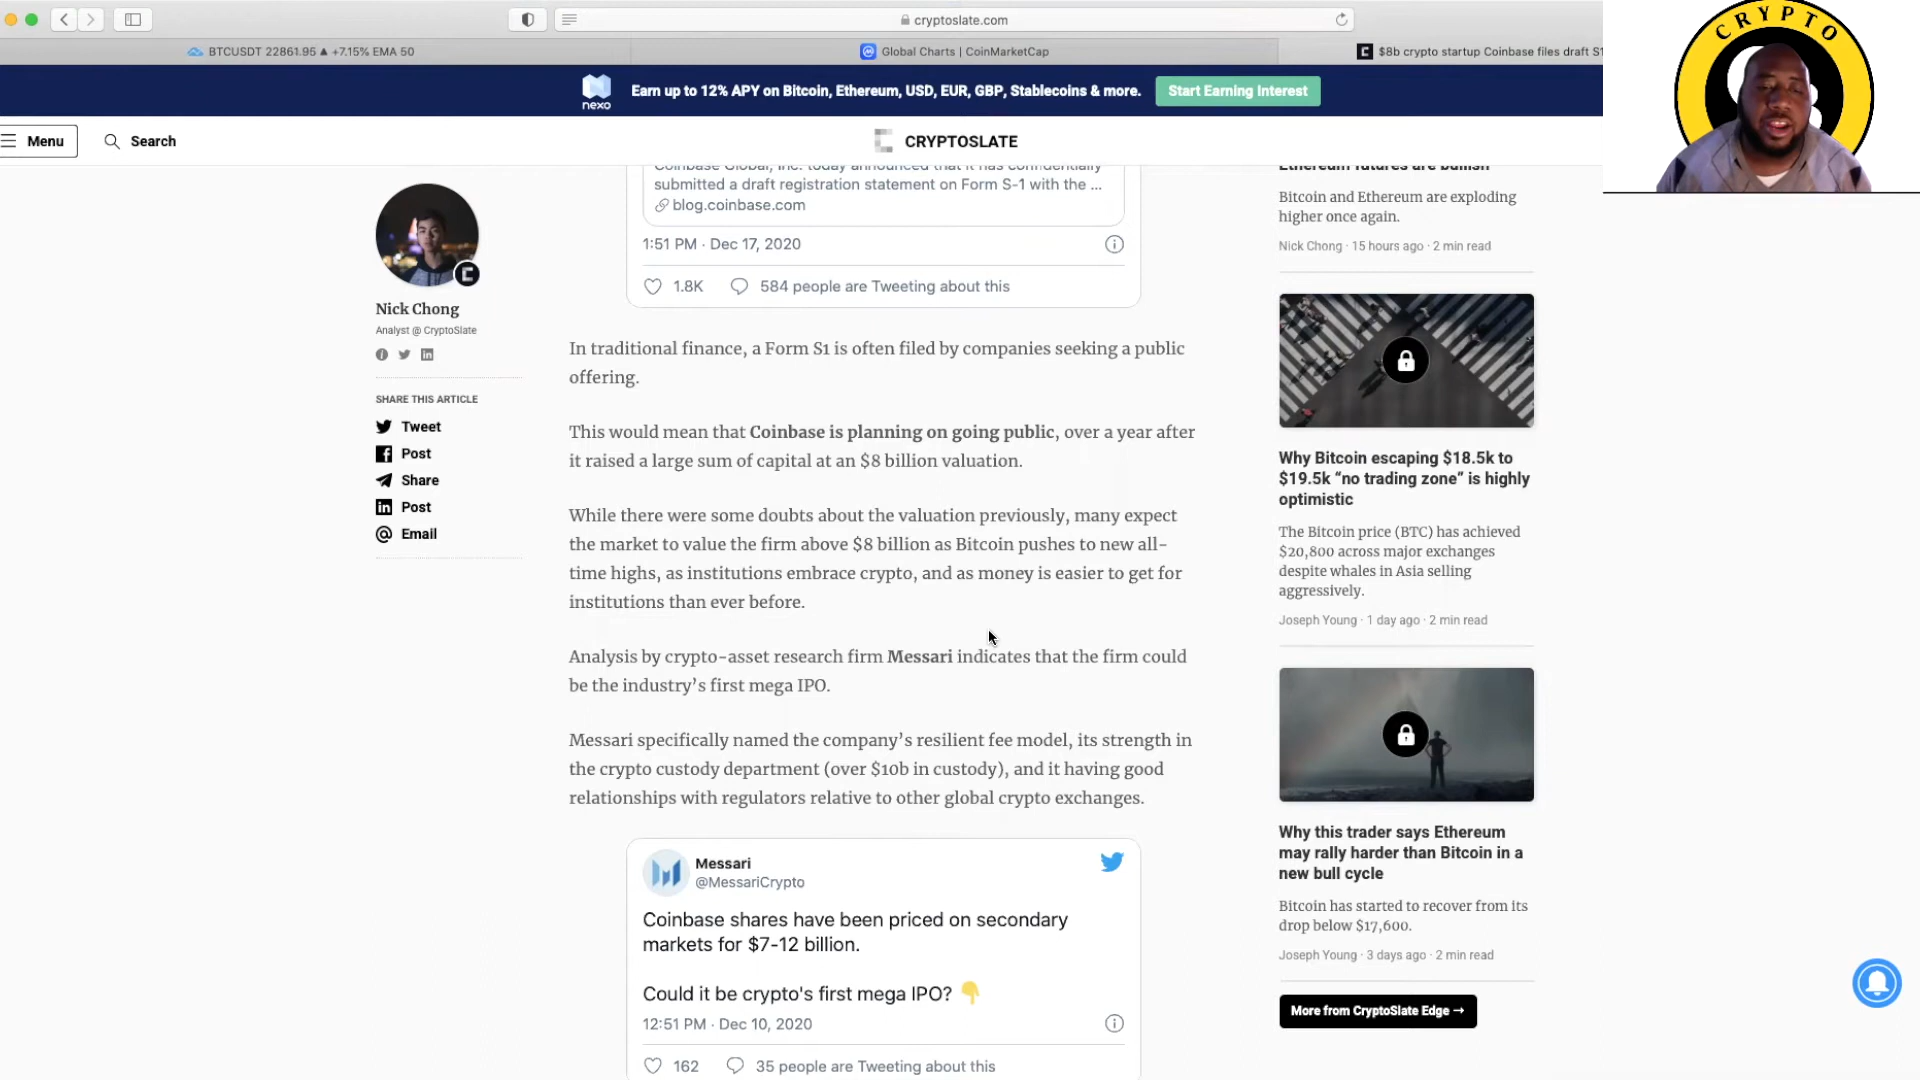 cryptoslate.com
BTCUSDT 22861.95 ▲ +7.15% EMA 50
Global Charts | CoinMarketCap
$8b crypto startup Coinbase files draft S1
CRYPTO
nexo
Earn up to 12% APY on Bitcoin, Ethereum, USD, EUR, GBP, Stablecoins & more.
Start Earning Interest
Menu
Search
CRYPTOSLATE
Nick Chong
Analyst @ CryptoSlate
SHARE THIS ARTICLE
Tweet
Post
Share
Post
Email
Coinbase Global, Inc. today announced that it has confidentially
submitted a draft registration statement on Form S-1 with the ...
blog.coinbase.com
1:51 PM · Dec 17, 2020
1.8K 584 people are Tweeting about this
In traditional finance, a Form S1 is often filed by companies seeking a public
offering.
This would mean that Coinbase is planning on going public, over a year after
it raised a large sum of capital at an $8 billion valuation.
While there were some doubts about the valuation previously, many expect
the market to value the firm above $8 billion as Bitcoin pushes to new all-
time highs, as institutions embrace crypto, and as money is easier to get for
institutions than ever before.
Analysis by crypto-asset research firm Messari indicates that the firm could
be the industry's first mega IPO.
Messari specifically named the company's resilient fee model, its strength in
the crypto custody department (over $10b in custody), and it having good
relationships with regulators relative to other global crypto exchanges.
Messari
@MessariCrypto
Coinbase shares have been priced on secondary
markets for $7-12 billion.
Could it be crypto's first mega IPO? 👇
12:51 PM · Dec 10, 2020
162 35 people are Tweeting about this
Ethereum futures are bullish
Bitcoin and Ethereum are exploding
higher once again.
Nick Chong · 15 hours ago · 2 min read
Why Bitcoin escaping $18.5k to
$19.5k “no trading zone” is highly
optimistic
The Bitcoin price (BTC) has achieved
$20,800 across major exchanges
despite whales in Asia selling
aggressively.
Joseph Young · 1 day ago · 2 min read
Why this trader says Ethereum
may rally harder than Bitcoin in a
new bull cycle
Bitcoin has started to recover from its
drop below $17,600.
Joseph Young · 3 days ago · 2 min read
More from CryptoSlate Edge →